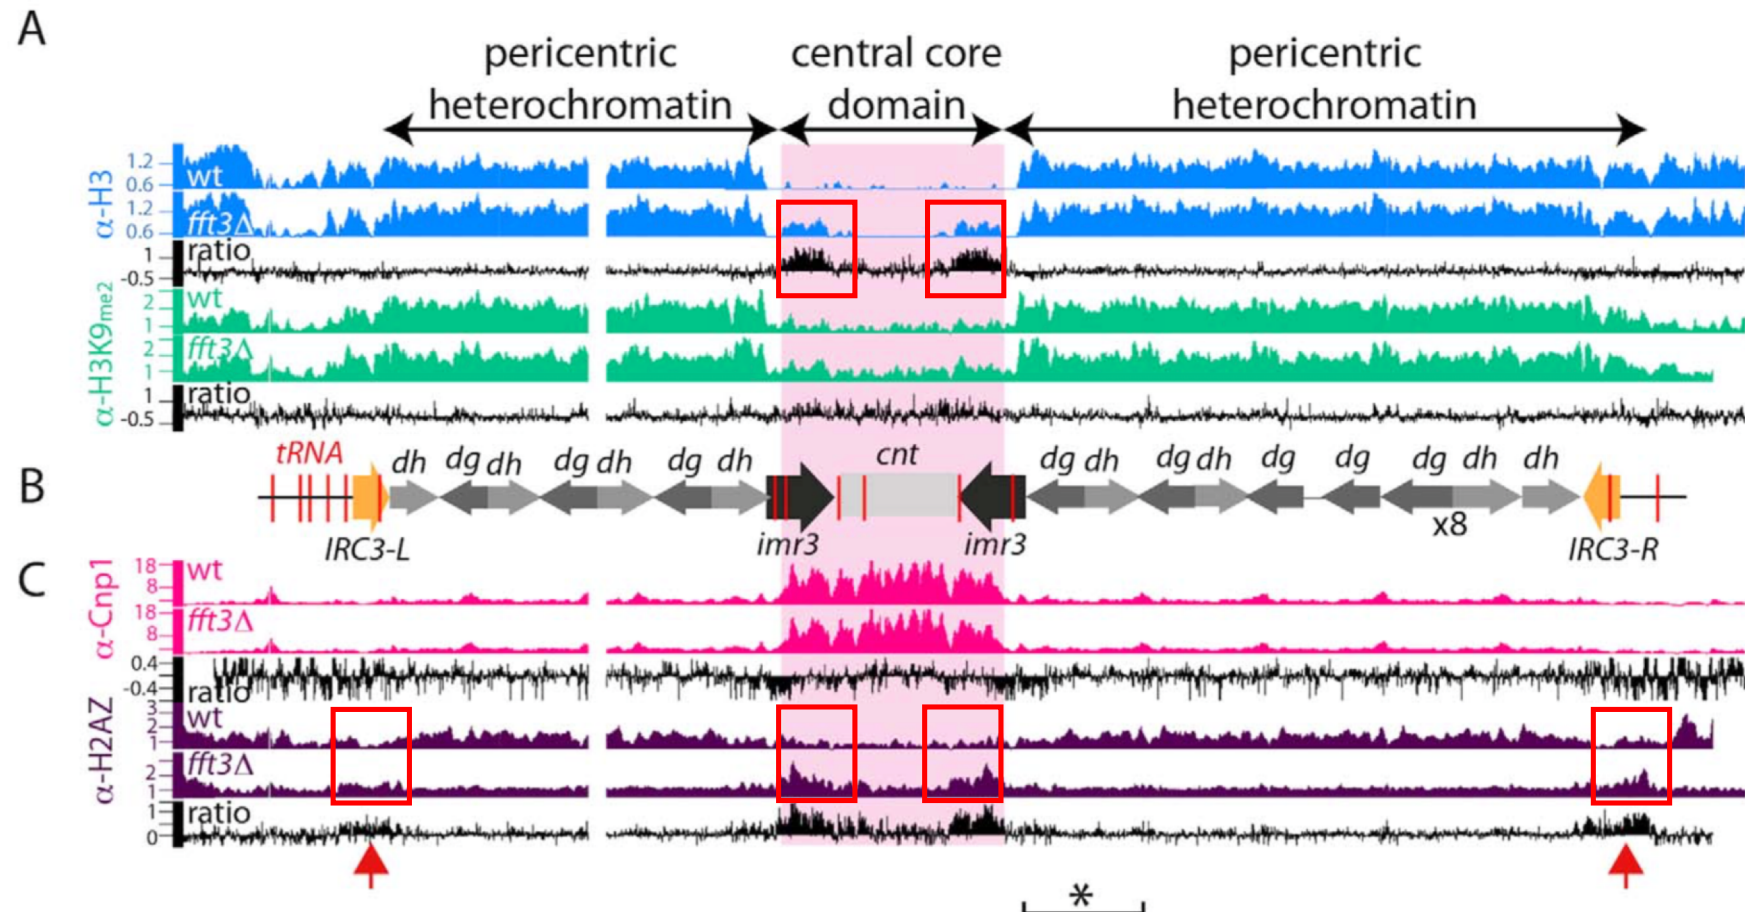 A
pericentric heterochromatin
central core domain
pericentric heterochromatin
α-H3
1.2
0.6
wt
1.2
0.6
fft3Δ
1
-0.5
ratio
α-H3K9me2
2
1
wt
2
1
fft3Δ
1
-0.5
ratio
B
tRNA
dh dg dh dg dh dg dh
cnt
dg dh dg dh dg dg dg dh dh
x8
IRC3-L
imr3
imr3
IRC3-R
C
α-Cnp1
18
8
wt
18
8
fft3Δ
0.4
-0.4
ratio
α-H2AZ
3
2
1
wt
2
1
fft3Δ
1
0
ratio
*